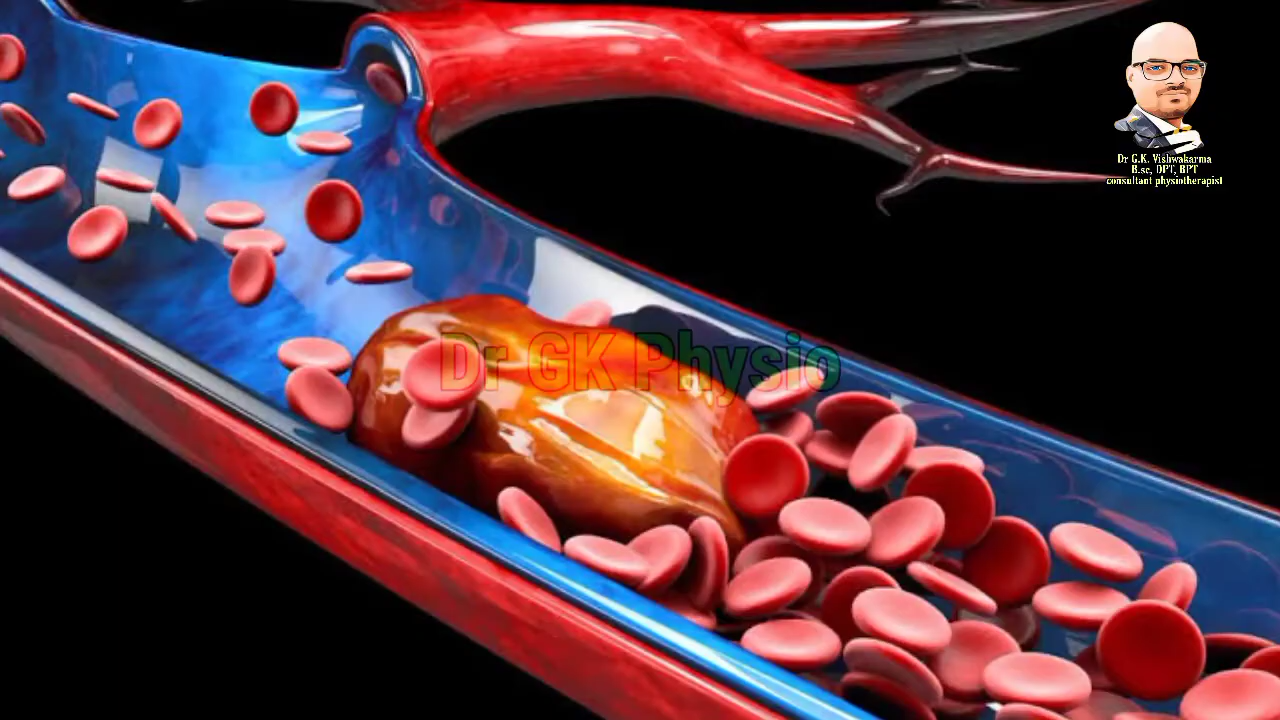 Dr G.K. Vishwakarma
B.sc, DPT, BPT
consultant physiotherapist
Dr GK Physio